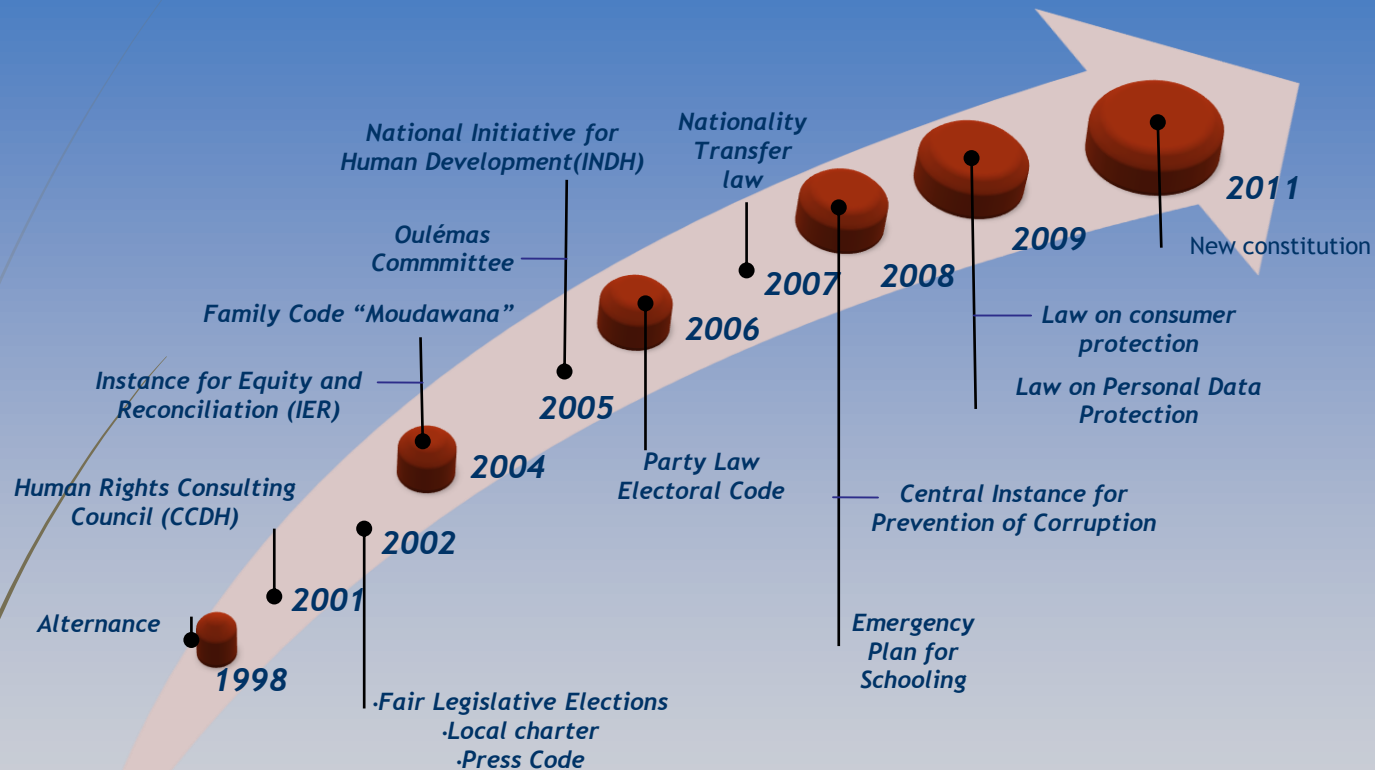 National Initiative for
Human Development(INDH)
Nationality
Transfer
law
2011
Oulémas
Commmittee
2009
New constitution
2007
2008
Family Code “Moudawana”
2006
Law on consumer
protection
Instance for Equity and
Reconciliation (IER)
2005
Law on Personal Data
Protection
2004
Party Law
Electoral Code
Human Rights Consulting
Council (CCDH)
Central Instance for
Prevention of Corruption
2002
2001
Alternance
Emergency
Plan for
Schooling
1998
·Fair Legislative Elections
·Local charter
·Press Code